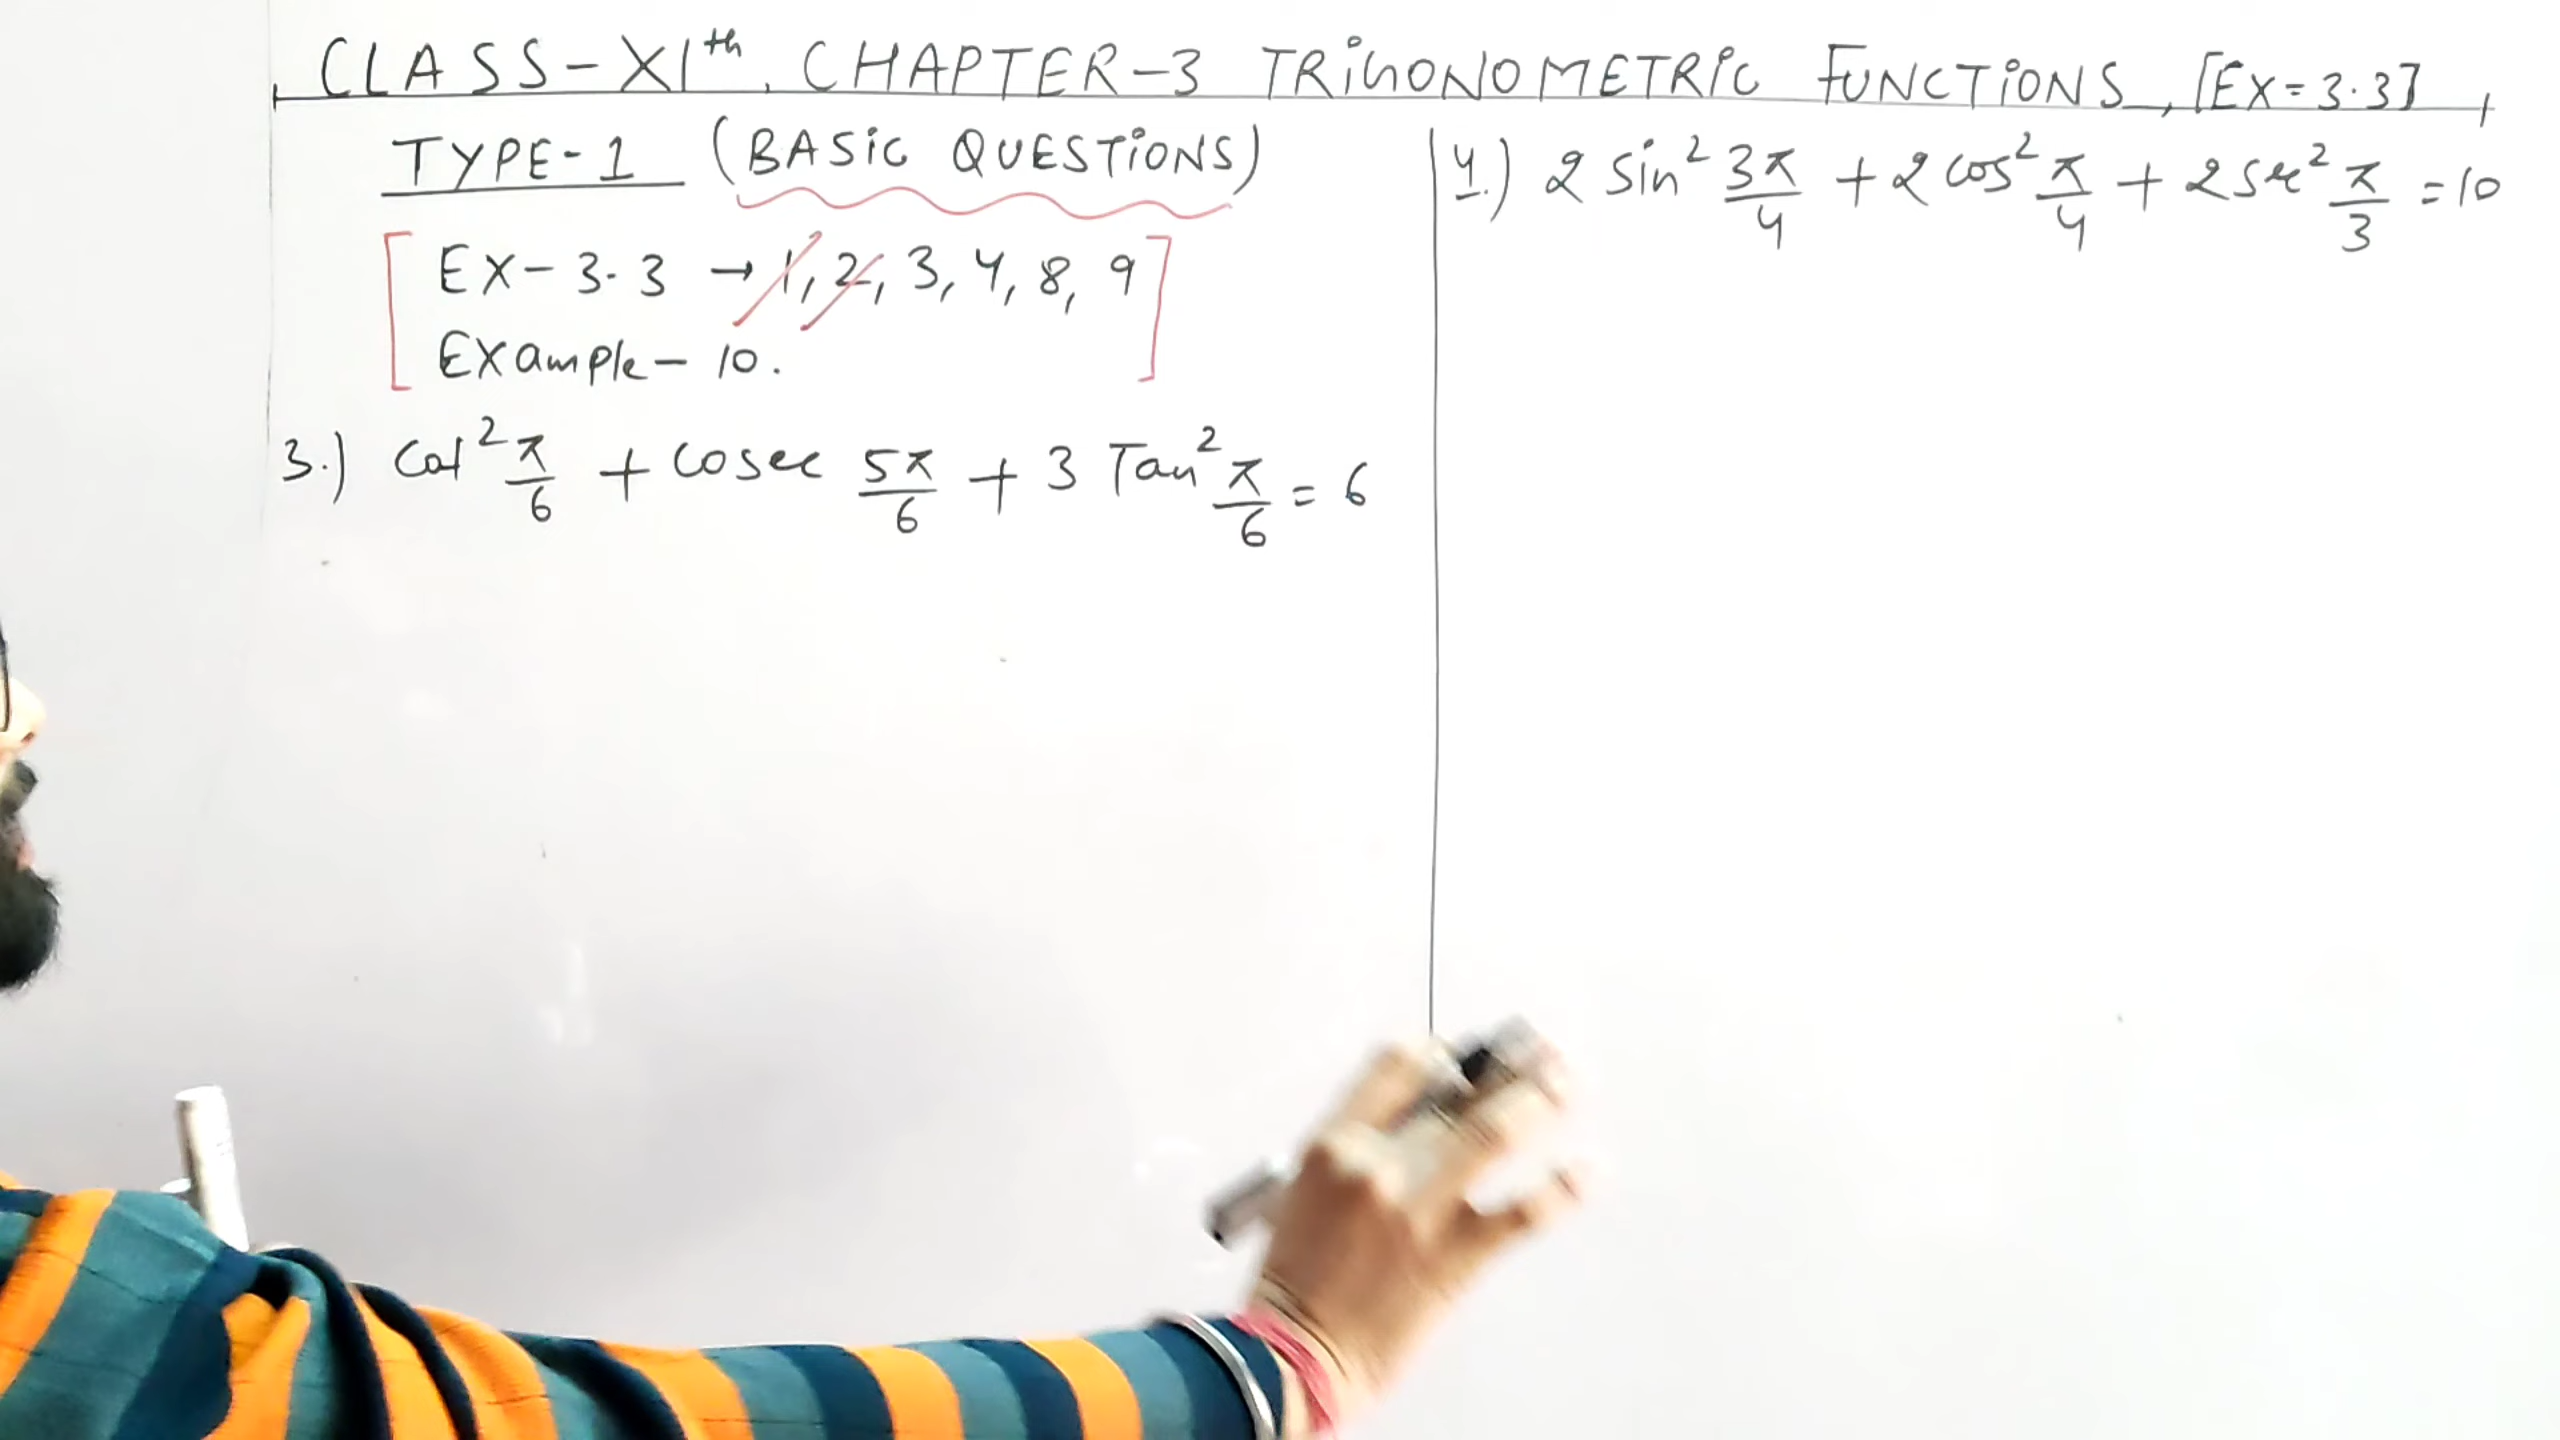 CLASS-XIth, CHAPTER-3 TRIGONOMETRIC FUNCTIONS, [EX=3.3]
TYPE-1 (BASIC QUESTIONS)
EX-3.3 → 1, 2, 3, 4, 8, 9
Example-10.
3.) Cot² π/6 + cosec 5π/6 + 3 Tan² π/6 = 6
4.) 2 Sin² 3π/4 + 2 cos² π/4 + 2 sec² π/3 = 10